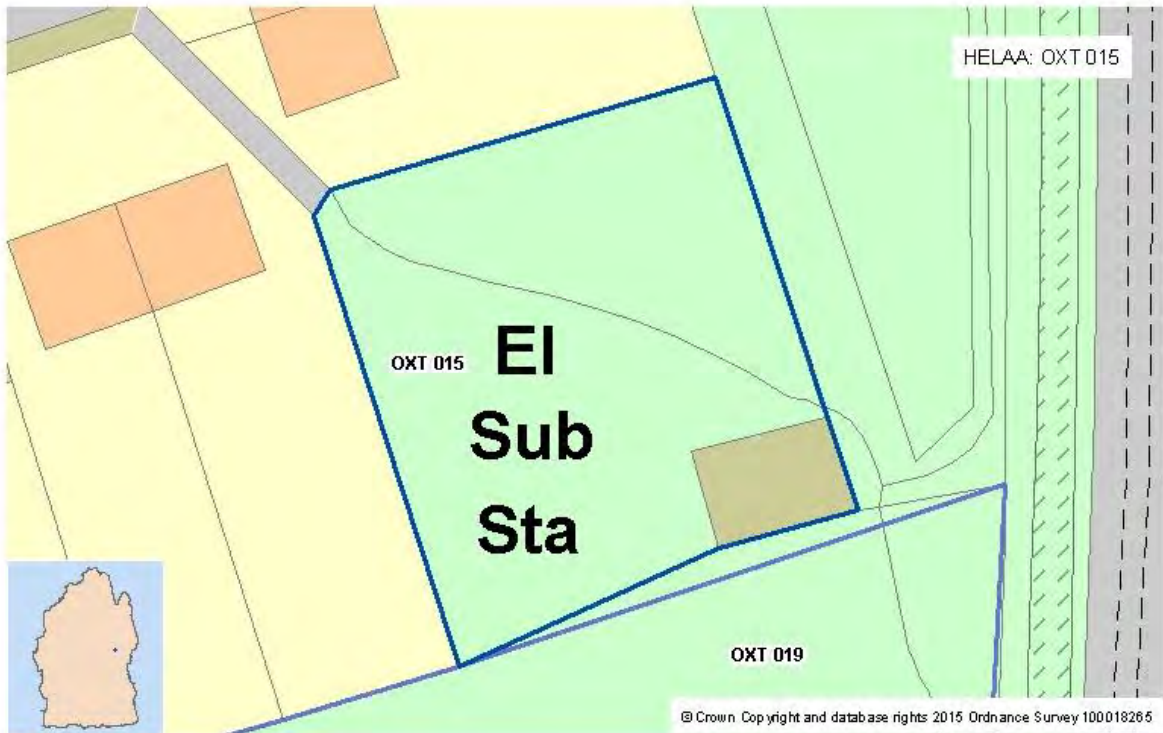 HELAA: OXT 015
OXT 015
El
Sub
Sta
OXT 019
© Crown Copyright and database rights 2015 Ordnance Survey 100018265